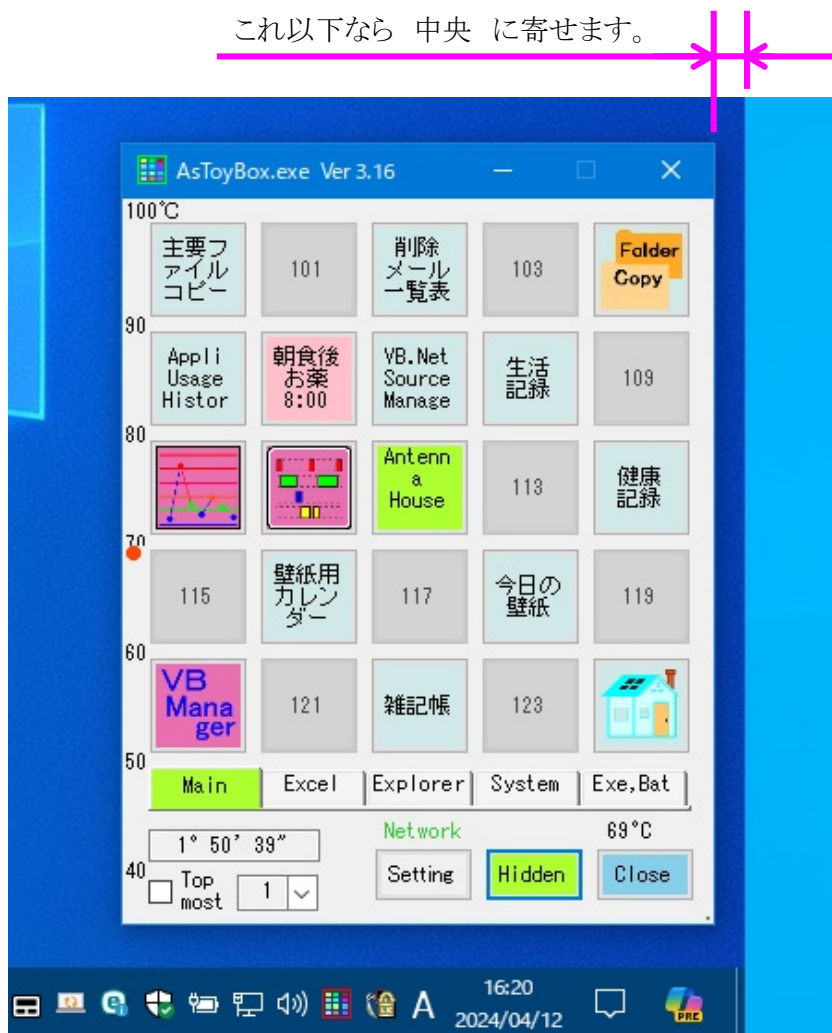 これ以下なら 中央 に寄せます。
AsToyBox.exe Ver 3.16
100℃
主要フ
ァイル
コピー
101
削除
メール
一覧表
103
Folder
Copy
90
Appli
Usage
Histor
朝食後
お薬
8:00
VB.Net
Source
Manage
生活
記録
109
80
Antenn
a
House
113
健康
記録
70
115
壁紙用
カレン
ダー
117
今日の
壁紙
119
60
VB
Mana
ger
121
雑記帳
123
50
Main Excel Explorer System Exe,Bat
1° 50’ 39”
Network
69°C
40
Top
most
1
Setting
Hidden
Close
A
16:20
2024/04/12
PRE